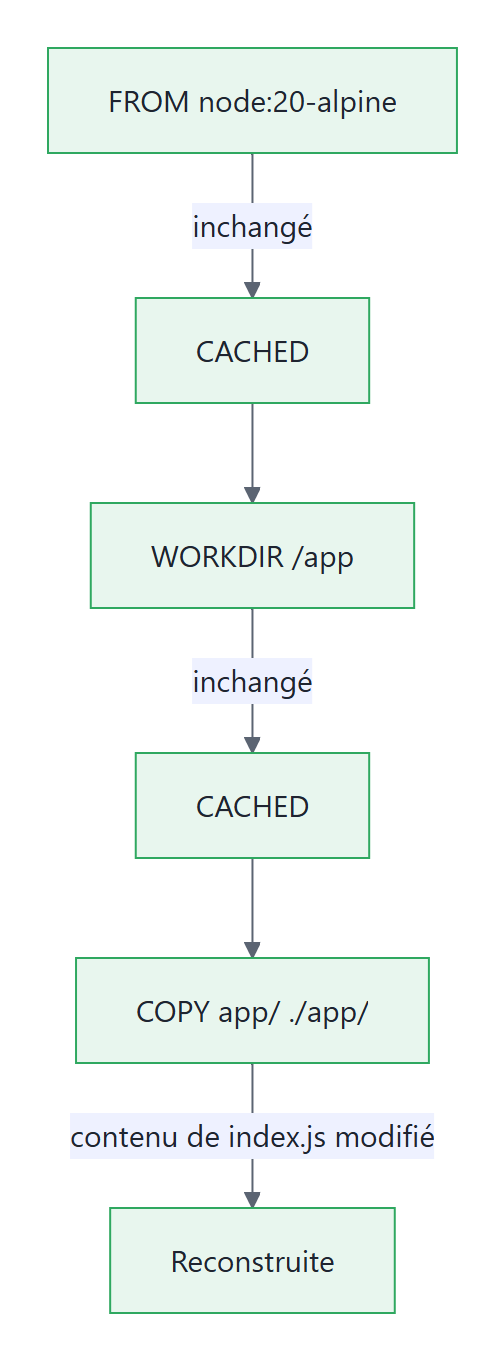 FROM node:20-alpine
inchangé
CACHED
WORKDIR /app
inchangé
CACHED
COPY app/ ./app/
contenu de index.js modifié
Reconstruite